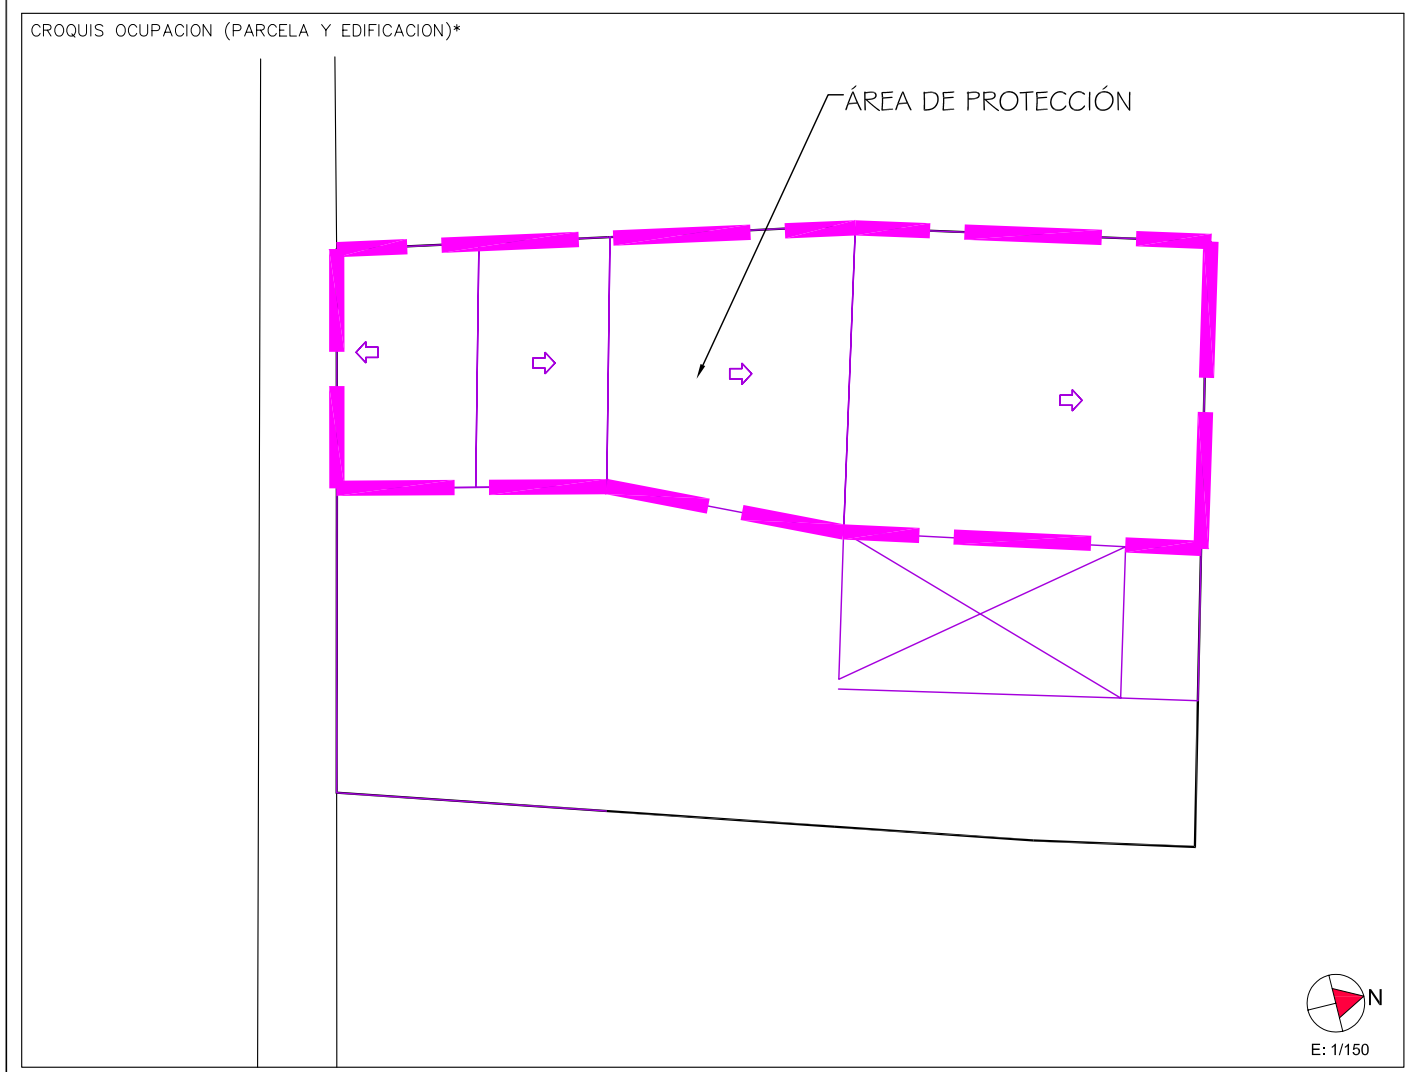 CROQUIS OCUPACION (PARCELA Y EDIFICACION)*
ÁREA DE PROTECCIÓN
N
E: 1/150